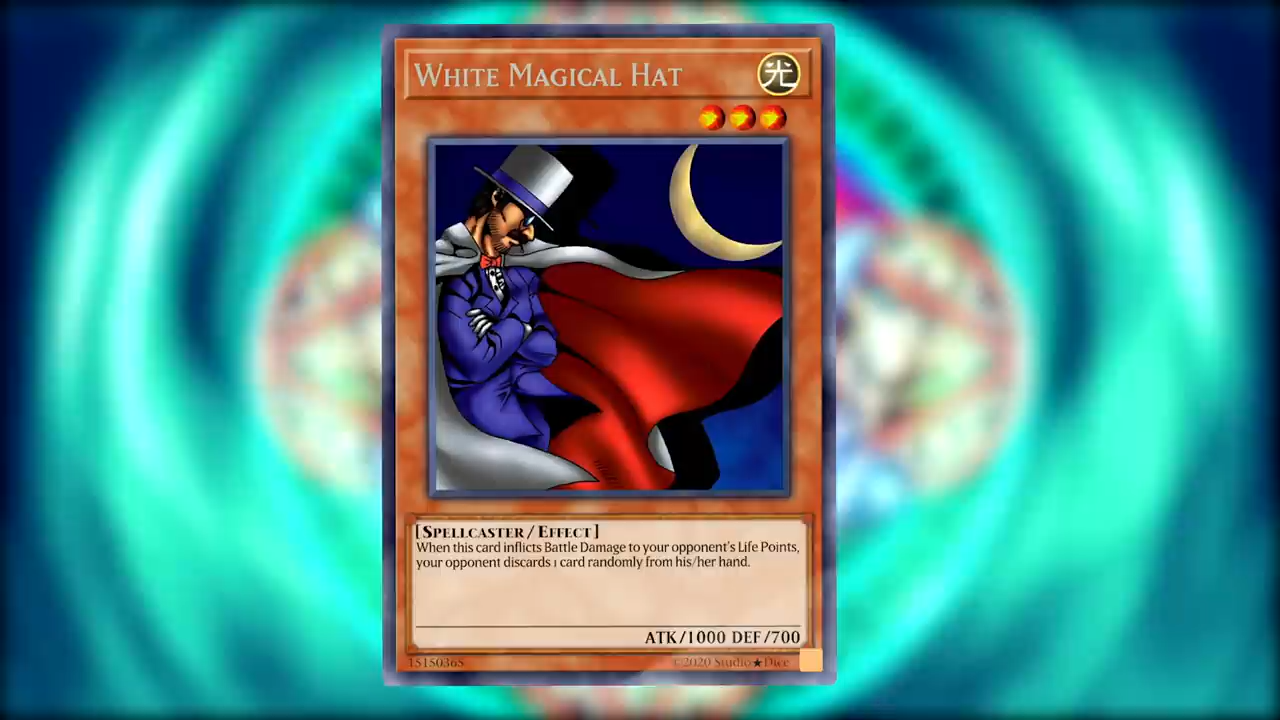 White Magical Hat
光
[Spellcaster / Effect]
When this card inflicts Battle Damage to your opponent's Life Points,
your opponent discards 1 card randomly from his/her hand.
ATK/1000 DEF/700
15150365
©2020 Studio★Dice